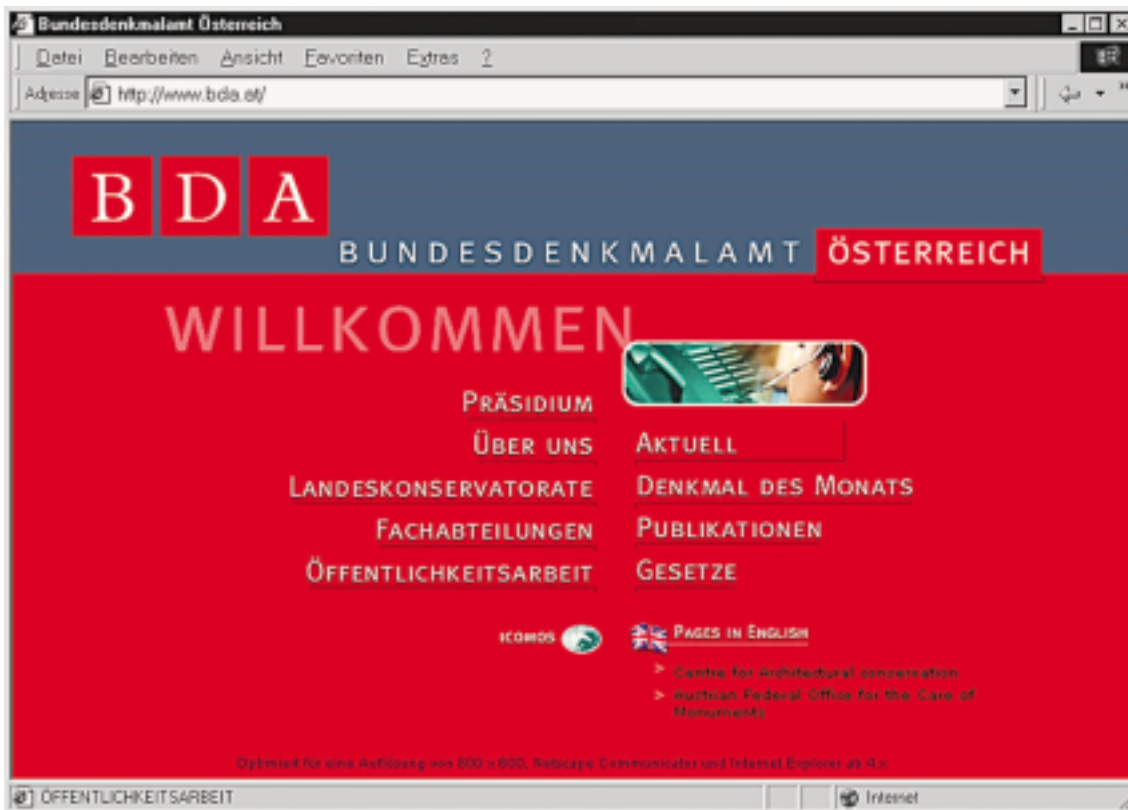 Bundesdenkmalamt Österreich
Datei Bearbeiten Ansicht Favoriten Extras ?
Adresse http://www.bda.at/
BDA
BUNDESDENKMALAMT ÖSTERREICH
WILLKOMMEN
PRÄSIDIUM
ÜBER UNS
LANDESKONSERVATORATE
FACHABTEILUNGEN
ÖFFENTLICHKEITSARBEIT
AKTUELL
DENKMAL DES MONATS
PUBLIKATIONEN
GESETZE
ICOMOS
PAGES IN ENGLISH
> Centre for Architectural conservation
> Austrian Federal Office for the Care of
Monuments
Optimiert für eine Auflösung von 800 x 600, Netscape Communicator und Internet Explorer ab 4.x
ÖFFENTLICHKEITSARBEIT
Internet